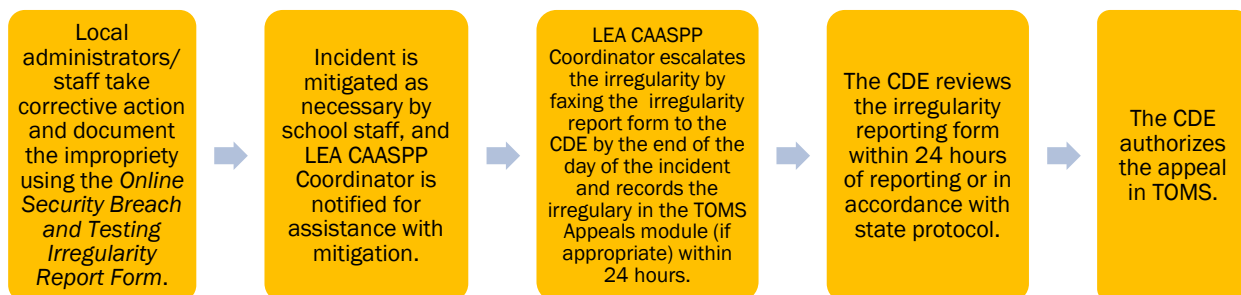 Local
administrators/
staff take
corrective action
and document
the impropriety
using the Online
Security Breach
and Testing
Irregularity
Report Form.
Incident is
mitigated as
necessary by
school staff, and
LEA CAASPP
Coordinator is
notified for
assistance with
mitigation.
LEA CAASPP
Coordinator escalates
the irregularity by
faxing the irregularity
report form to the
CDE by the end of the
day of the incident
and records the
irregulary in the TOMS
Appeals module (if
appropriate) within
24 hours.
The CDE reviews
the irregularity
reporting form
within 24 hours
of reporting or in
accordance with
state protocol.
The CDE
authorizes
the appeal
in TOMS.